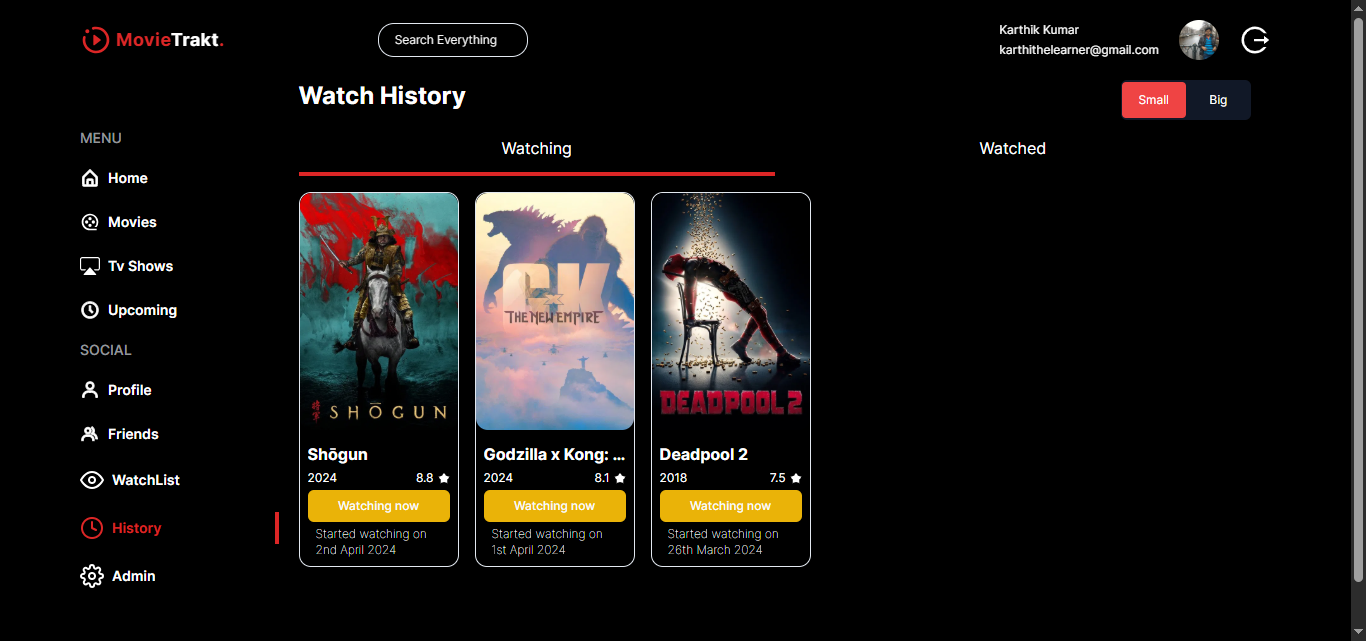 MovieTrakt.
Search Everything
Karthik Kumar
karthithelearner@gmail.com
Watch History
Small
Big
MENU
Home
Movies
Tv Shows
Upcoming
SOCIAL
Profile
Friends
WatchList
History
Admin
Watching
Watched
将軍
SHŌGUN
Shōgun
2024
8.8
Watching now
Started watching on
2nd April 2024
GxK
THE NEW EMPIRE
Godzilla x Kong: ...
2024
8.1
Watching now
Started watching on
1st April 2024
DEADPOOL 2
Deadpool 2
2018
7.5
Watching now
Started watching on
26th March 2024